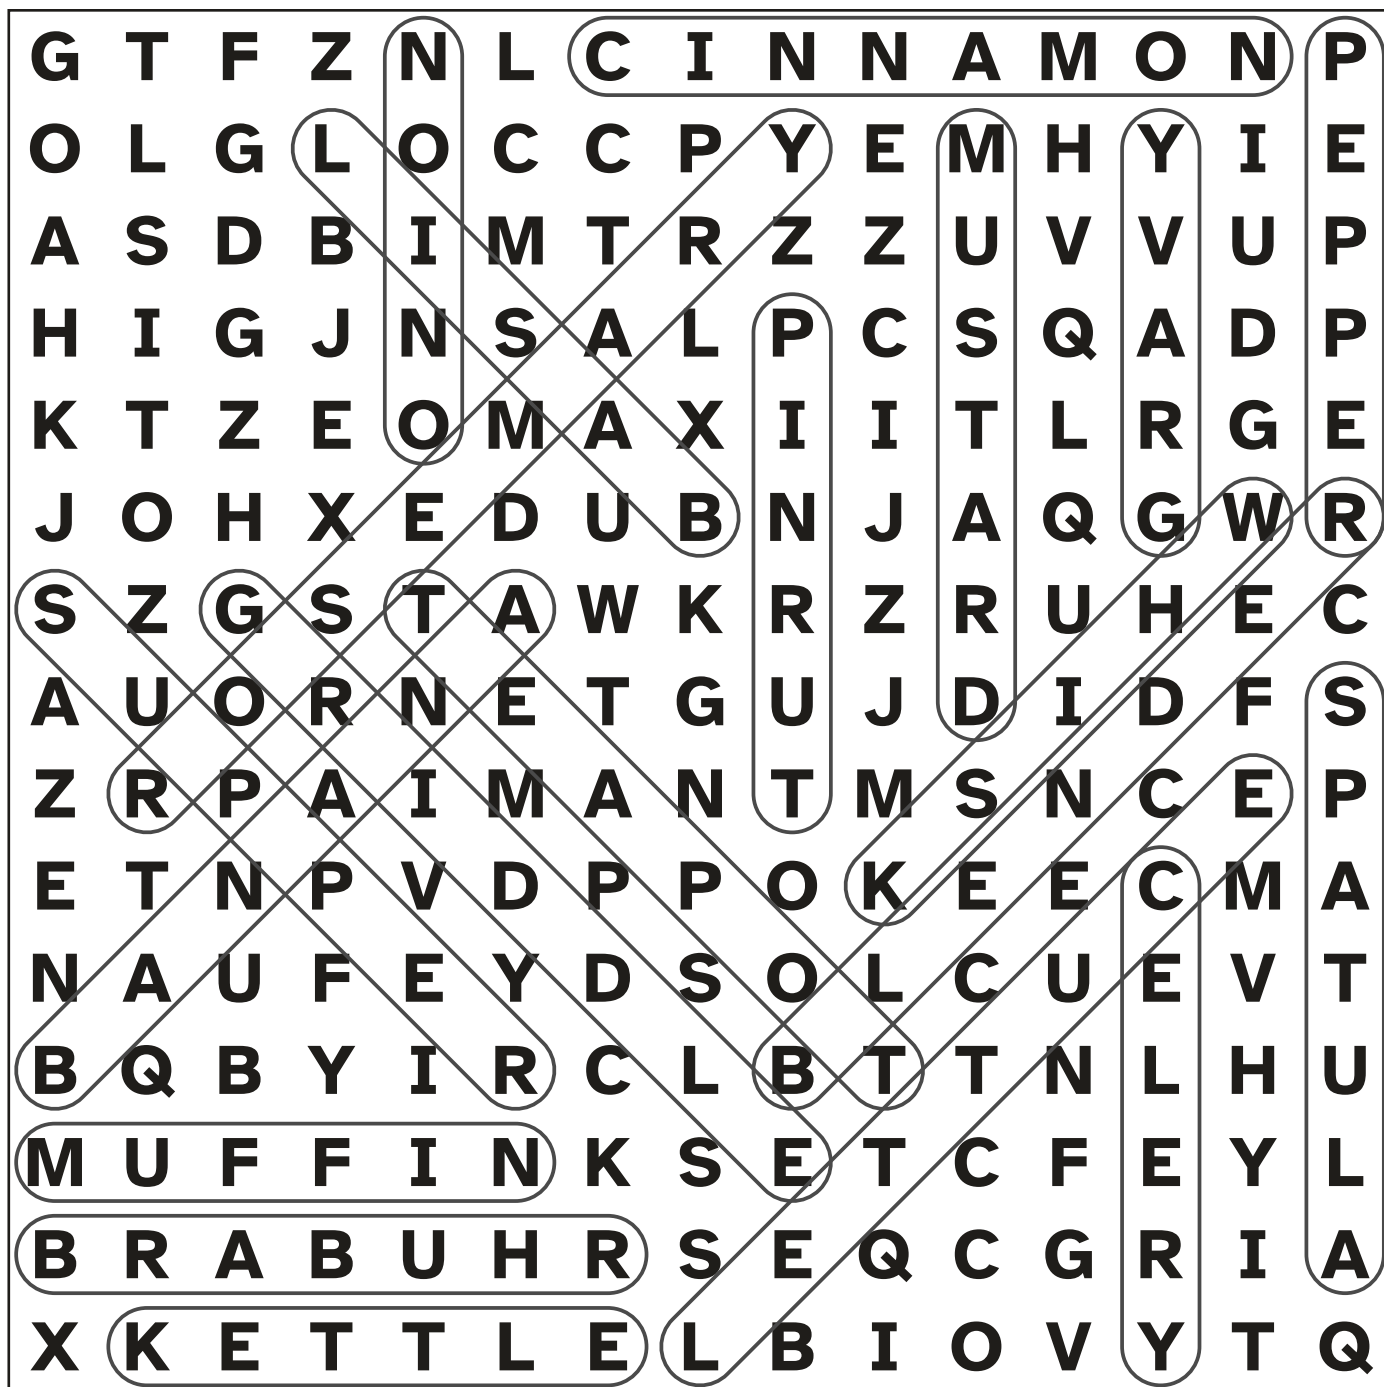 G T F Z N L C I N N A M O N P
O L G L O C C P Y E M H Y I E
A S D B I M T R Z Z U V V U P
H I G J N S A L P C S Q A D P
K T Z E O M A X I I T L R G E
J O H X E D U B N J A Q G W R
S Z G S T A W K R Z R U H E C
A U O R N E T G U J D I D F S
Z R P A I M A N T M S N C E P
E T N P V D P P O K E E C M A
N A U F E Y D S O L C U E V T
B Q B Y I R C L B T T N L H U
M U F F I N K S E T C F E Y L
B R A B U H R S E Q C G R I A
X K E T T L E L B I O V Y T Q